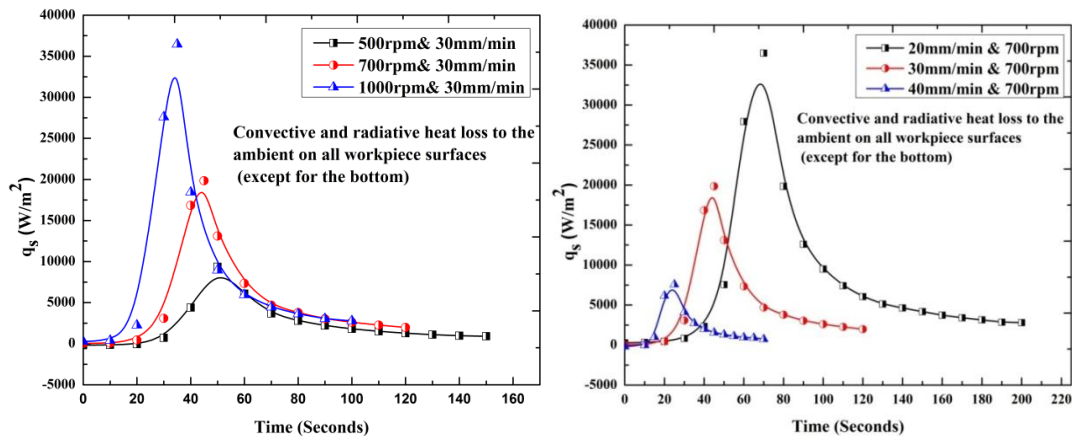 40000
35000
30000
25000
20000
15000
10000
5000
0
-5000
q_s (W/m²)
500rpm& 30mm/min
700rpm& 30mm/min
1000rpm& 30mm/min
Convective and radiative heat loss to the
ambient on all workpiece surfaces
(except for the bottom)
0 20 40 60 80 100 120 140 160
Time (Seconds)
40000
35000
30000
25000
20000
15000
10000
5000
0
-5000
q_s (W/m²)
20mm/min & 700rpm
30mm/min & 700rpm
40mm/min & 700rpm
Convective and radiative heat loss to the
ambient on all workpiece surfaces
(except for the bottom)
0 20 40 60 80 100 120 140 160 180 200 220
Time (Seconds)